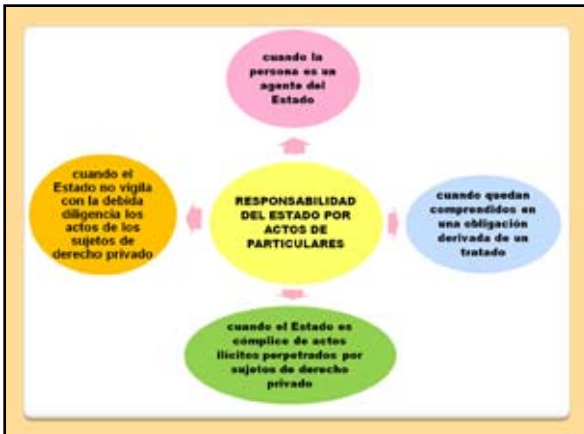 cuando la
persona es un
agente del
Estado
cuando el
Estado no vigila
con la debida
diligencia los
actos de los
sujetos de
derecho privado
RESPONSABILIDAD
DEL ESTADO POR
ACTOS DE
PARTICULARES
cuando quedan
comprendidos en
una obligación
derivada de un
tratado
cuando el Estado es
cómplice de actos
ilícitos perpetrados por
sujetos de derecho
privado